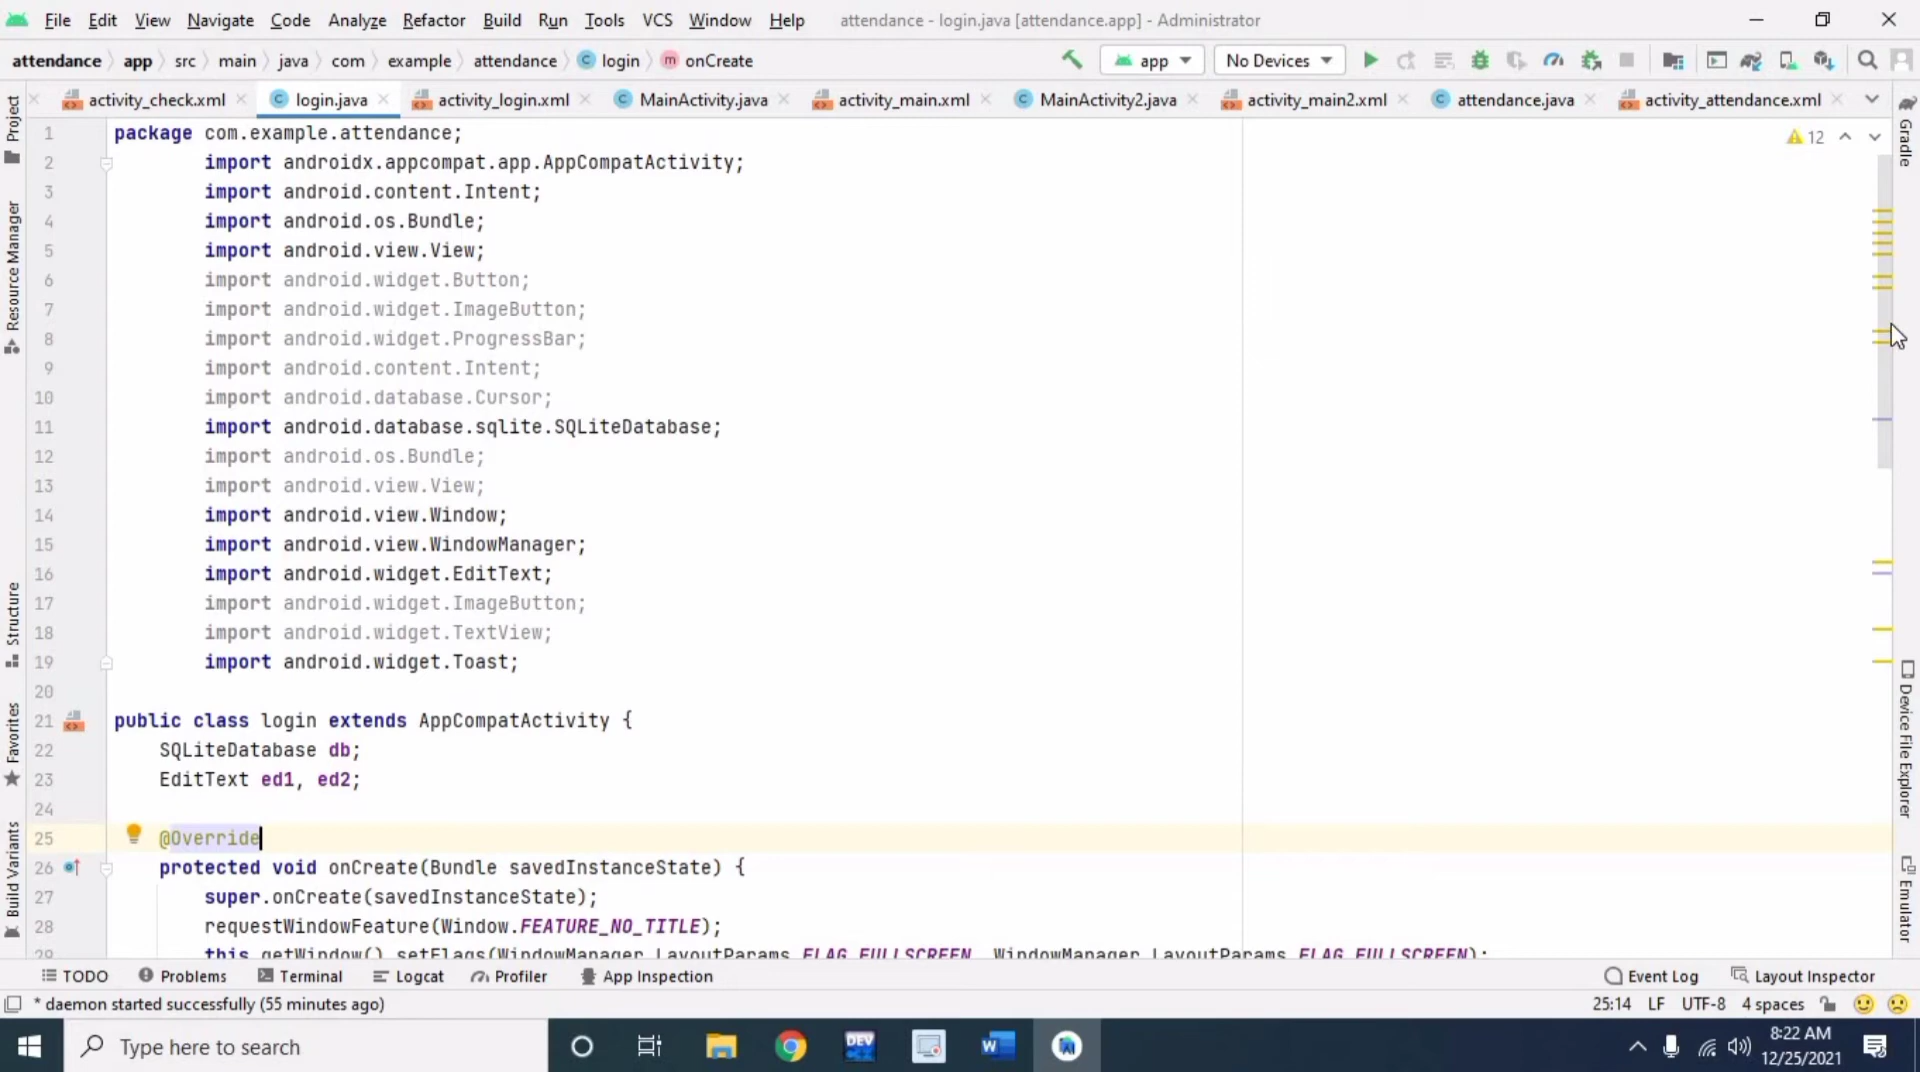 File Edit View Navigate Code Analyze Refactor Build Run Tools VCS Window Help attendance - login.java [attendance.app] - Administrator
attendance app src main java com example attendance login onCreate app No Devices
activity_check.xml login.java activity_login.xml MainActivity.java activity_main.xml MainActivity2.java activity_main2.xml attendance.java activity_attendance.xml
Project
Resource Manager
Structure
Favorites
Build Variants
1 package com.example.attendance;
2 import androidx.appcompat.app.AppCompatActivity;
3 import android.content.Intent;
4 import android.os.Bundle;
5 import android.view.View;
6 import android.widget.Button;
7 import android.widget.ImageButton;
8 import android.widget.ProgressBar;
9 import android.content.Intent;
10 import android.database.Cursor;
11 import android.database.sqlite.SQLiteDatabase;
12 import android.os.Bundle;
13 import android.view.View;
14 import android.view.Window;
15 import android.view.WindowManager;
16 import android.widget.EditText;
17 import android.widget.ImageButton;
18 import android.widget.TextView;
19 import android.widget.Toast;
20
21 public class login extends AppCompatActivity {
22 SQLiteDatabase db;
23 EditText ed1, ed2;
24
25 @Override
26 protected void onCreate(Bundle savedInstanceState) {
27 super.onCreate(savedInstanceState);
28 requestWindowFeature(Window.FEATURE_NO_TITLE);
29 this.getWindow().setFlags(WindowManager.LayoutParams.FLAG_FULLSCREEN, WindowManager.LayoutParams.FLAG_FULLSCREEN);
12
Gradle
Device File Explorer
Emulator
TODO Problems Terminal Logcat Profiler App Inspection Event Log Layout Inspector
* daemon started successfully (55 minutes ago) 25:14 LF UTF-8 4 spaces
Type here to search DEV C++ W 8:22 AM
12/25/2021